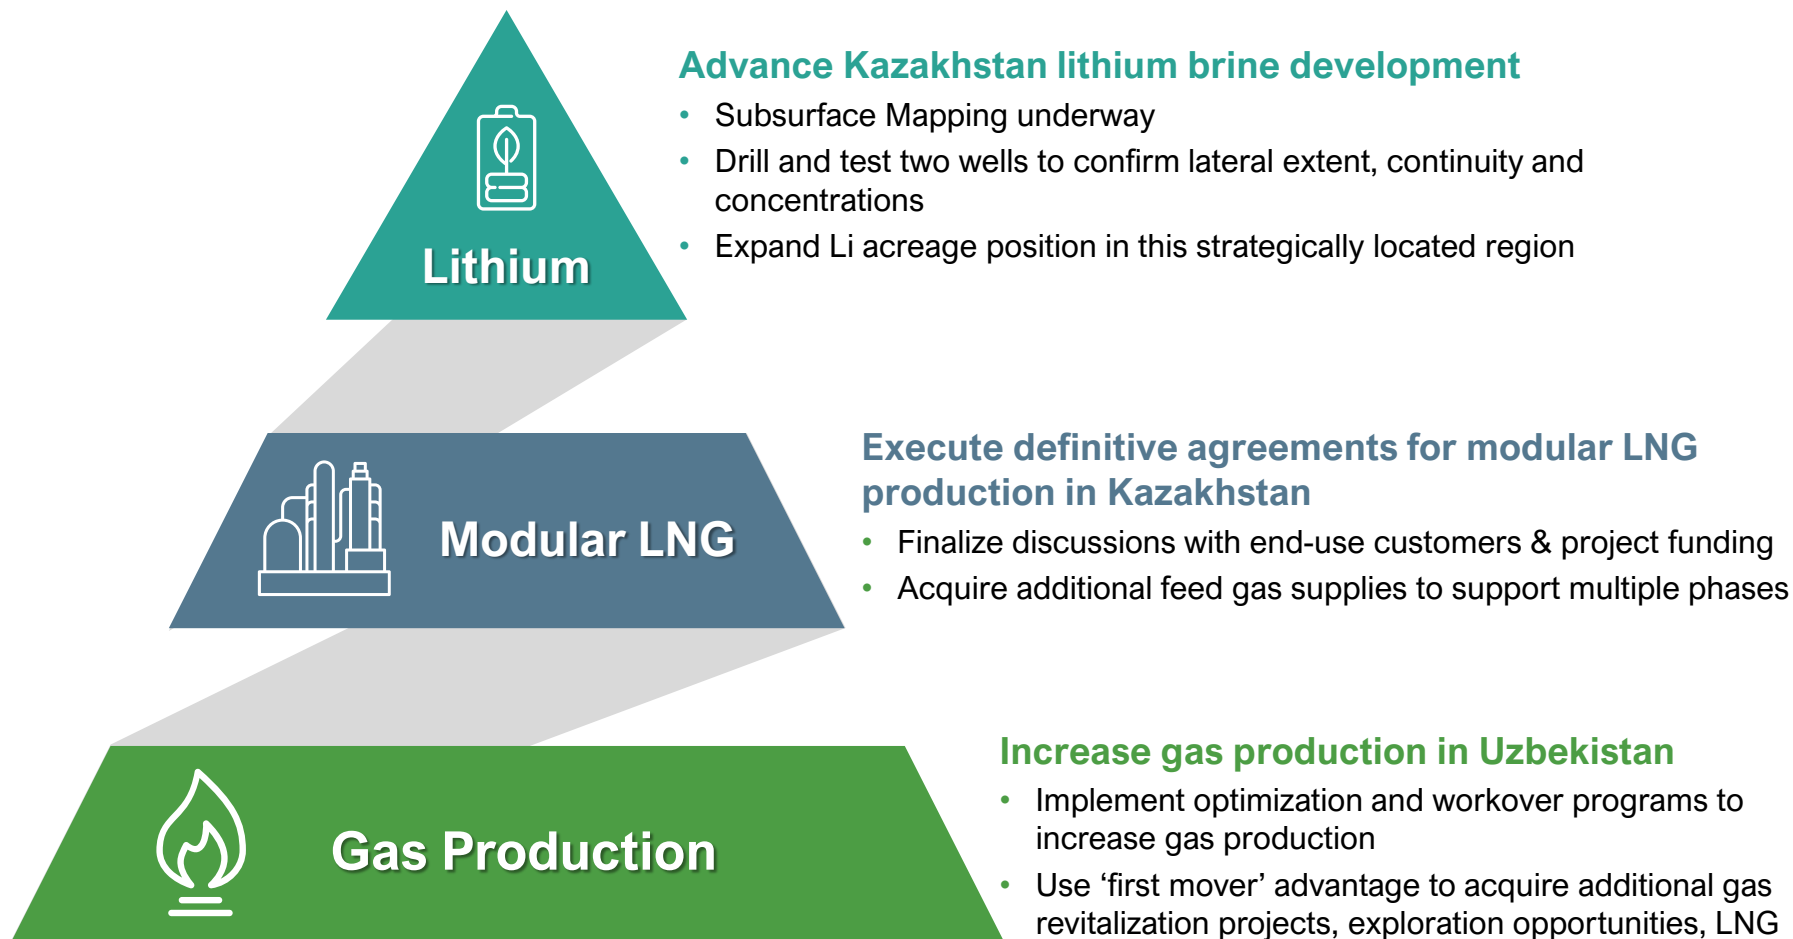 Advance Kazakhstan lithium brine development
• Subsurface Mapping underway
• Drill and test two wells to confirm lateral extent, continuity and
concentrations
• Expand Li acreage position in this strategically located region
Lithium
Execute definitive agreements for modular LNG
production in Kazakhstan
• Finalize discussions with end-use customers & project funding
• Acquire additional feed gas supplies to support multiple phases
Modular LNG
Increase gas production in Uzbekistan
• Implement optimization and workover programs to
increase gas production
• Use ‘first mover’ advantage to acquire additional gas
revitalization projects, exploration opportunities, LNG
Gas Production